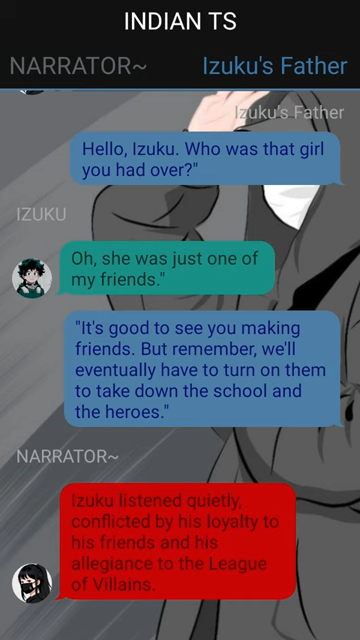 INDIAN TS
NARRATOR~ Izuku's Father
Izuku's Father
Hello, Izuku. Who was that girl
you had over?"
IZUKU
Oh, she was just one of
my friends."
"It's good to see you making
friends. But remember, we'll
eventually have to turn on them
to take down the school and
the heroes."
NARRATOR~
Izuku listened quietly,
conflicted by his loyalty to
his friends and his
allegiance to the League
of Villains.